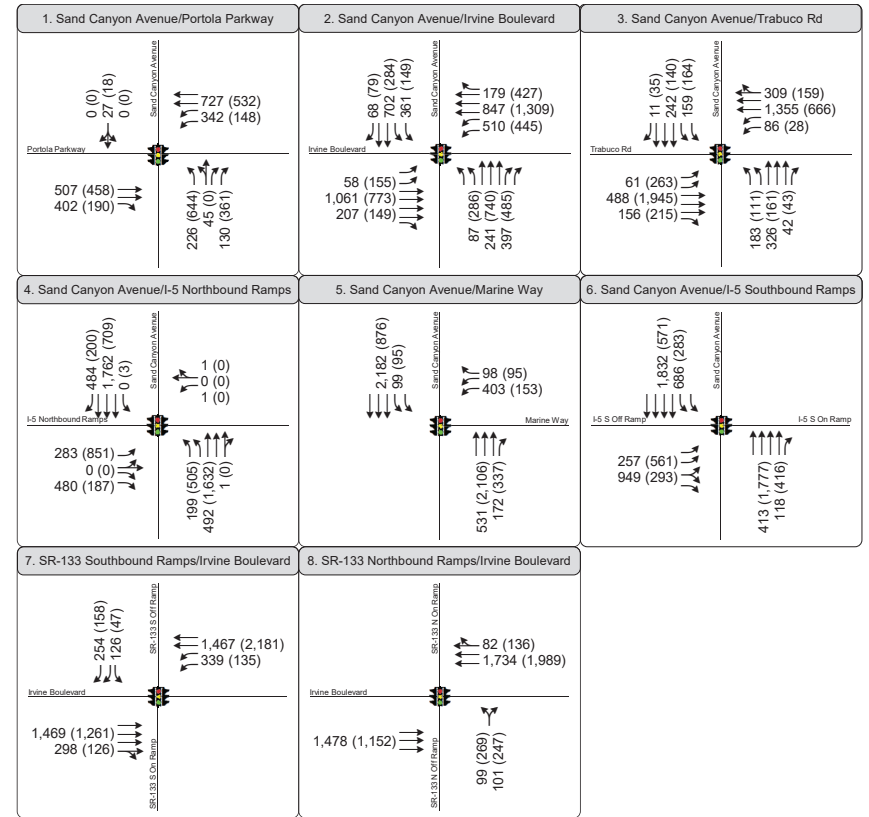 1. Sand Canyon Avenue/Portola Parkway
0 (0)
27 (18)
0 (0)
Sand Canyon Avenue
727 (532)
342 (148)
Portola Parkway
507 (458)
402 (190)
226 (644)
45 (0)
130 (361)
2. Sand Canyon Avenue/Irvine Boulevard
68 (79)
702 (284)
361 (149)
Sand Canyon Avenue
179 (427)
847 (1,309)
510 (445)
Irvine Boulevard
58 (155)
1,061 (773)
207 (149)
87 (286)
241 (740)
397 (485)
3. Sand Canyon Avenue/Trabuco Rd
11 (35)
242 (140)
159 (164)
Sand Canyon Avenue
309 (159)
1,355 (666)
86 (28)
Trabuco Rd
61 (263)
488 (1,945)
156 (215)
183 (111)
326 (161)
42 (43)
4. Sand Canyon Avenue/I-5 Northbound Ramps
484 (200)
1,762 (709)
0 (3)
Sand Canyon Avenue
1 (0)
0 (0)
1 (0)
I-5 Northbound Ramps
283 (851)
0 (0)
480 (187)
199 (505)
492 (1,632)
1 (0)
5. Sand Canyon Avenue/Marine Way
2,182 (876)
99 (95)
Sand Canyon Avenue
98 (95)
403 (153)
Marine Way
531 (2,106)
172 (337)
6. Sand Canyon Avenue/I-5 Southbound Ramps
1,832 (571)
686 (283)
Sand Canyon Avenue
I-5 S Off Ramp
I-5 S On Ramp
257 (561)
949 (293)
413 (1,777)
118 (416)
7. SR-133 Southbound Ramps/Irvine Boulevard
254 (158)
126 (47)
SR-133 S Off Ramp
1,467 (2,181)
339 (135)
Irvine Boulevard
1,469 (1,261)
298 (126)
SR-133 S On Ramp
8. SR-133 Northbound Ramps/Irvine Boulevard
SR-133 N On Ramp
82 (136)
1,734 (1,989)
Irvine Boulevard
1,478 (1,152)
SR-133 N Off Ramp
99 (269)
101 (247)